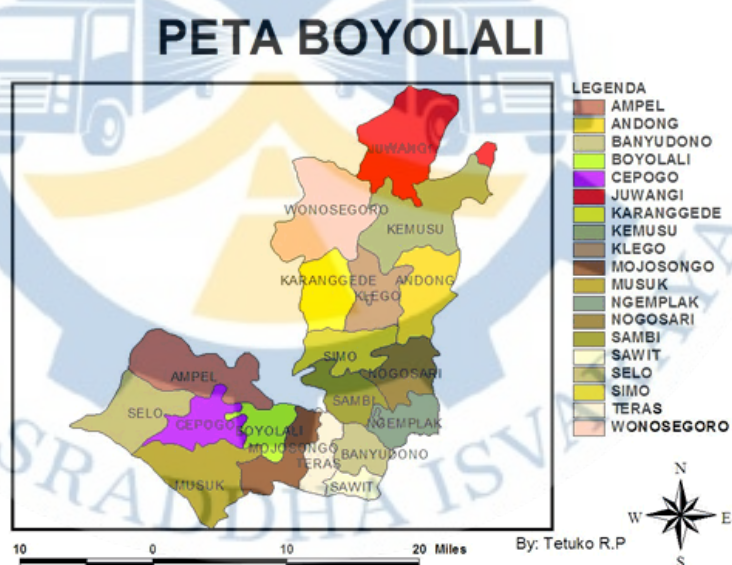 PETA BOYOLALI
LEGENDA
AMPEL
ANDONG
BANYUDONO
BOYOLALI
CEPOGO
JUWANGI
KARANGGEDE
KEMUSU
KLEGO
MOJOSONGO
MUSUK
NGEMPLAK
NOGOSARI
SAMBI
SAWIT
SELO
SIMO
TERAS
WONOSEGORO
JUWANGI
WONOSEGORO
KEMUSU
KARANGGEDE
ANDONG
KLEGO
SIMO
NOGOSARI
AMPEL
SAMBI
SELO
CEPOGO
BOYOLALI
NGEMPLAK
MOJOSONGO
BANYUDONO
TERAS
MUSUK
SAWIT
SRADDHA ISVA
N
W E
S
By: Tetuko R.P
10 0 10 20 Miles